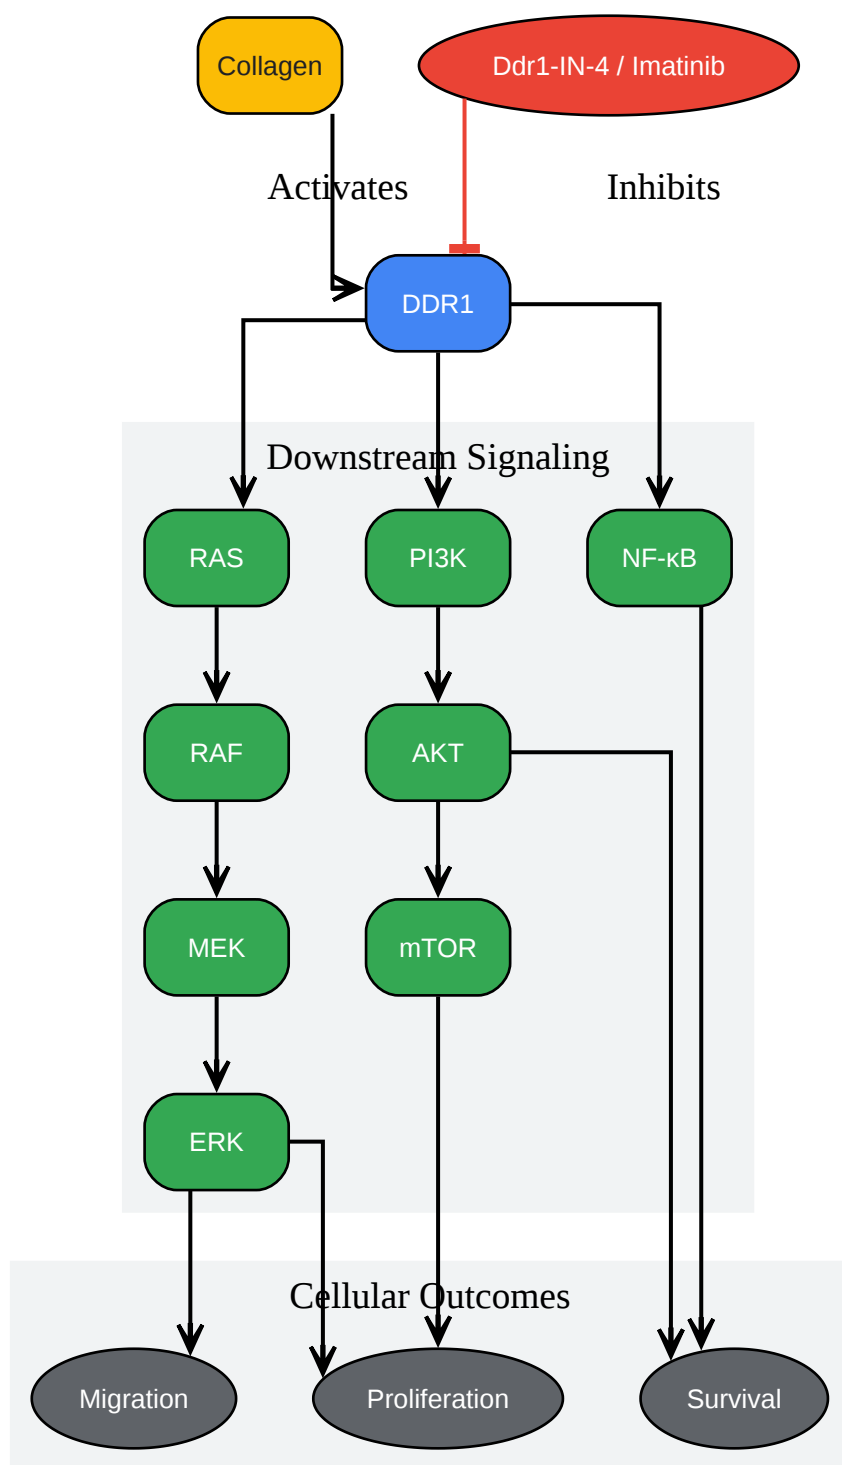 Collagen
Ddr1-IN-4 / Imatinib
Activates
Inhibits
DDR1
Downstream Signaling
RAS
PI3K
NF-κB
RAF
AKT
MEK
mTOR
ERK
Cellular Outcomes
Migration
Proliferation
Survival